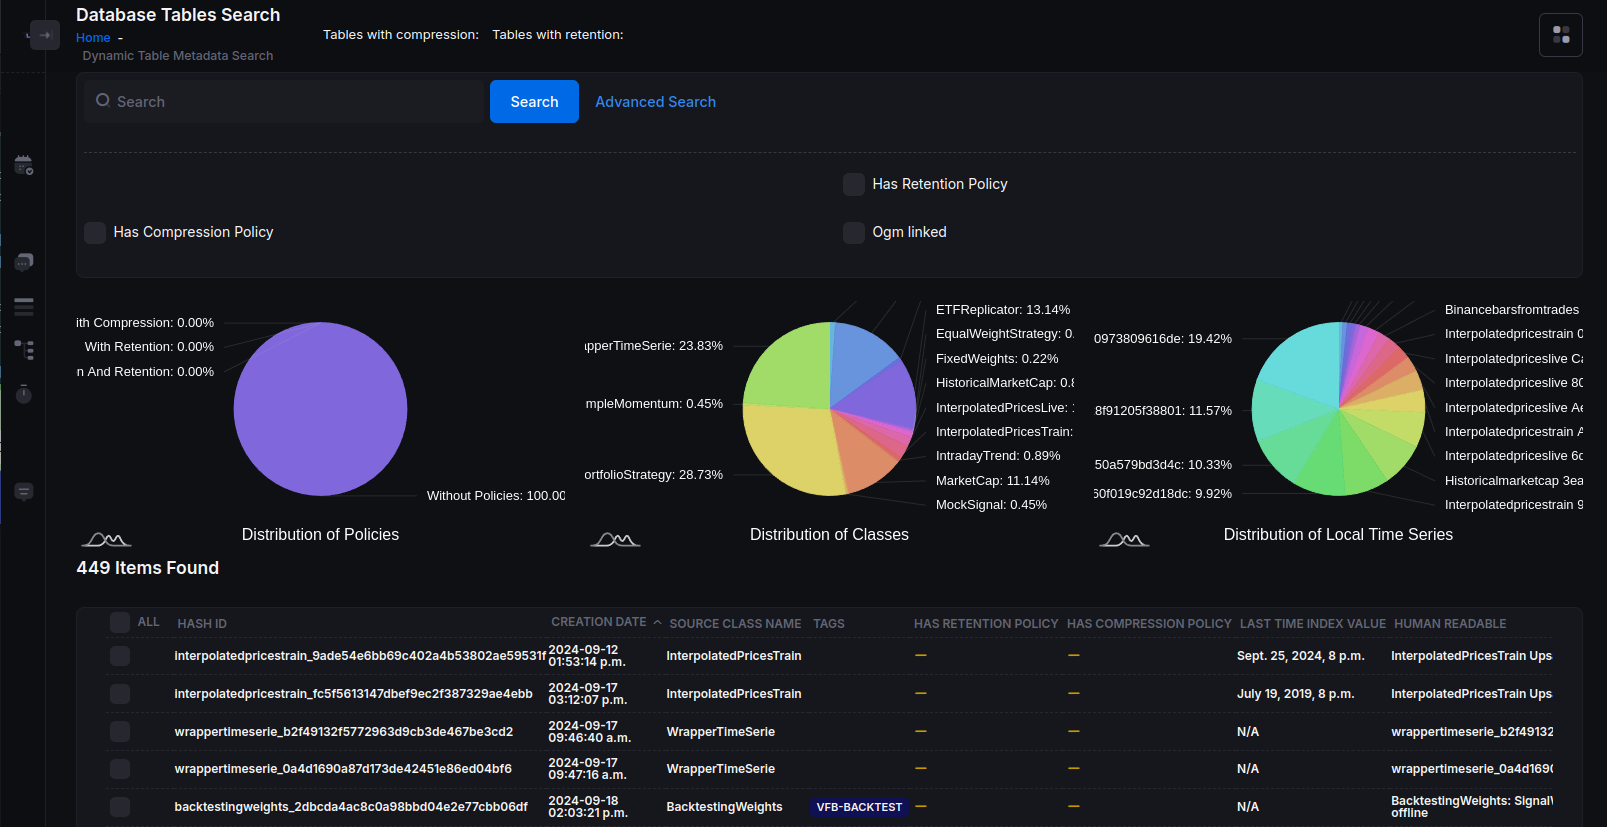 Database Tables Search
Home -
Dynamic Table Metadata Search
Tables with compression: Tables with retention:
Search
Search
Advanced Search
Has Retention Policy
Has Compression Policy
Ogm linked
ith Compression: 0.00%
With Retention: 0.00%
n And Retention: 0.00%
Without Policies: 100.00
Distribution of Policies
apperTimeSerie: 23.83%
mpleMomentum: 0.45%
ortfolioStrategy: 28.73%
ETFReplicator: 13.14%
EqualWeightStrategy: 0.
FixedWeights: 0.22%
HistoricalMarketCap: 0.8
InterpolatedPricesLive:
InterpolatedPricesTrain:
IntradayTrend: 0.89%
MarketCap: 11.14%
MockSignal: 0.45%
Distribution of Classes
0973809616de: 19.42%
8f91205f38801: 11.57%
50a579bd3d4c: 10.33%
60f019c92d18dc: 9.92%
Binancebarsfromtrades
Interpolatedpricestrain 0
Interpolatedpriceslive Ca
Interpolatedpriceslive 80
Interpolatedpriceslive Ae
Interpolatedpricestrain A
Interpolatedpriceslive 6c
Historicalmarketcap 3ea
Interpolatedpricestrain 9
Distribution of Local Time Series
449 Items Found
ALL HASH ID CREATION DATE SOURCE CLASS NAME TAGS HAS RETENTION POLICY HAS COMPRESSION POLICY LAST TIME INDEX VALUE HUMAN READABLE
interpolatedpricestrain_9ade54e6bb69c402a4b53802ae59531f 2024-09-12 01:53:14 p.m. InterpolatedPricesTrain — — Sept. 25, 2024, 8 p.m. InterpolatedPricesTrain Ups
interpolatedpricestrain_fc5f5613147dbef9ec2f387329ae4ebb 2024-09-17 03:12:07 p.m. InterpolatedPricesTrain — — July 19, 2019, 8 p.m. InterpolatedPricesTrain Ups
wrappertimeserie_b2f49132f5772963d9cb3de467be3cd2 2024-09-17 09:46:40 a.m. WrapperTimeSerie — — N/A wrappertimeserie_b2f49132
wrappertimeserie_0a4d1690a87d173de42451e86ed04bf6 2024-09-17 09:47:16 a.m. WrapperTimeSerie — — N/A wrappertimeserie_0a4d1690
backtestingweights_2dbcda4ac8c0a98bbd04e2e77cbb06df 2024-09-18 02:03:21 p.m. BacktestingWeights VFB-BACKTEST — — N/A BacktestingWeights: SignalW
offline